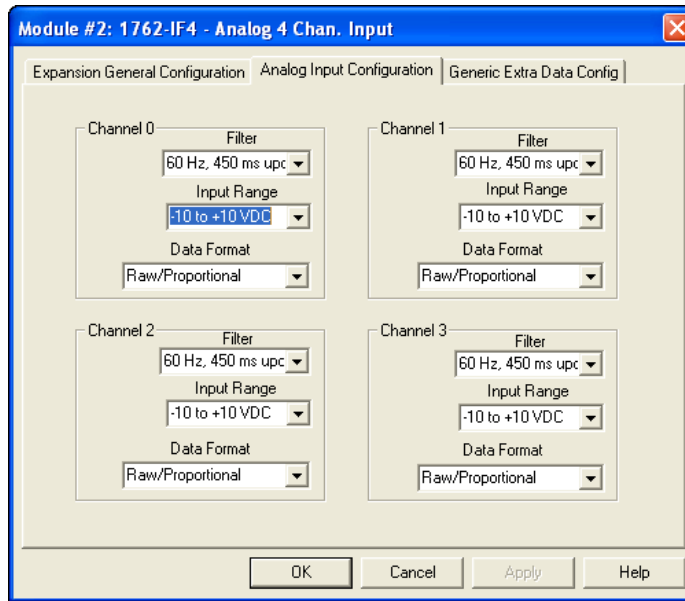 Module #2: 1762-IF4 - Analog 4 Chan. Input
Expansion General Configuration
Analog Input Configuration
Generic Extra Data Config
Channel 0
Filter
60 Hz, 450 ms upc
Input Range
-10 to +10 VDC
Data Format
Raw/Proportional
Channel 1
Filter
60 Hz, 450 ms upc
Input Range
-10 to +10 VDC
Data Format
Raw/Proportional
Channel 2
Filter
60 Hz, 450 ms upc
Input Range
-10 to +10 VDC
Data Format
Raw/Proportional
Channel 3
Filter
60 Hz, 450 ms upc
Input Range
-10 to +10 VDC
Data Format
Raw/Proportional
OK
Cancel
Apply
Help